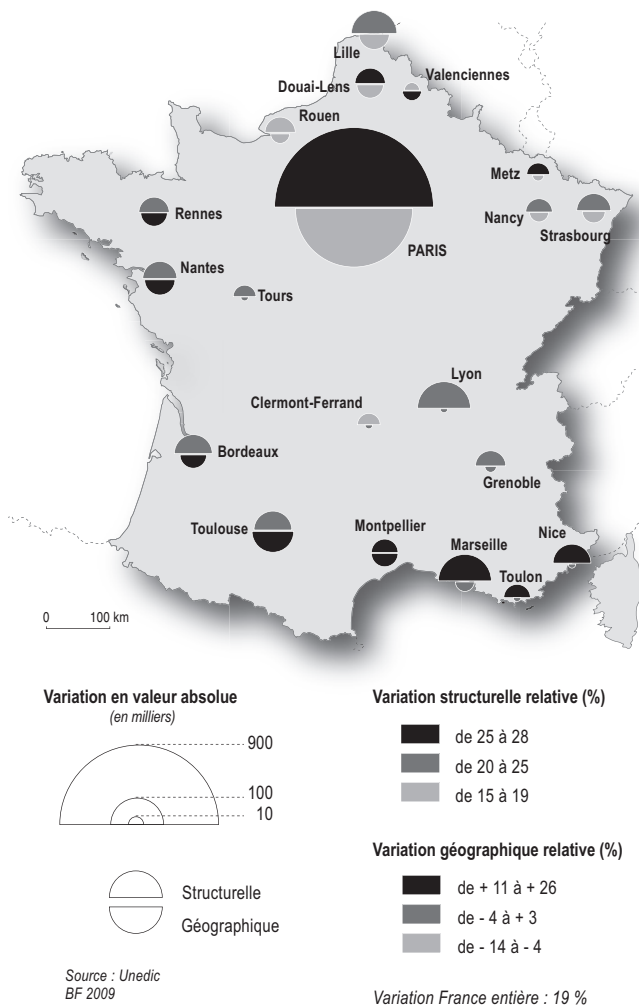 Lille
Douai-Lens
Valenciennes
Rouen
Metz
Nancy
Strasbourg
Rennes
PARIS
Nantes
Tours
Lyon
Clermont-Ferrand
Bordeaux
Grenoble
Toulouse
Montpellier
Marseille
Nice
Toulon
0 100 km
Variation en valeur absolue
(en milliers)
900
100
10
Structurelle
Géographique
Source : Unedic
BF 2009
Variation structurelle relative (%)
de 25 à 28
de 20 à 25
de 15 à 19
Variation géographique relative (%)
de + 11 à + 26
de - 4 à + 3
de - 14 à - 4
Variation France entière : 19 %